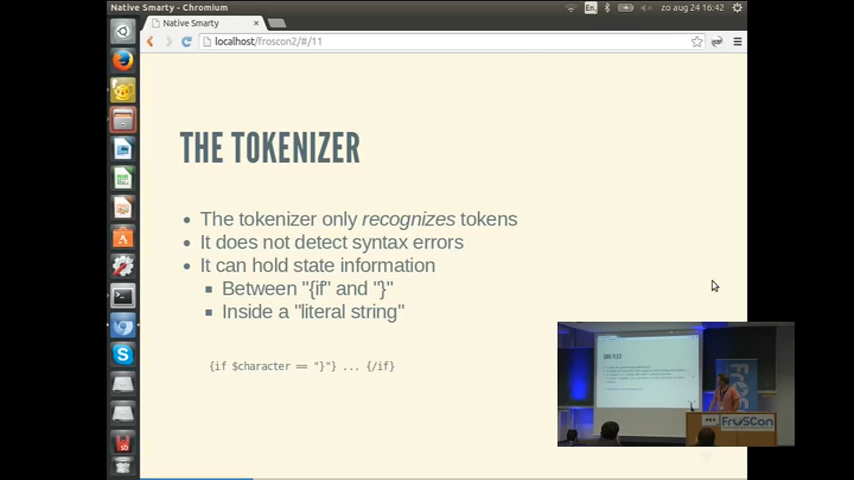 Native Smarty - Chromium
En
zo aug 24 16:42
Native Smarty
localhost/froscon2/#/11
THE TOKENIZER
The tokenizer only recognizes tokens
It does not detect syntax errors
It can hold state information
Between "{if" and "}"
Inside a "literal string"
{if $character == "}"} ... {/if}
FrOSCon